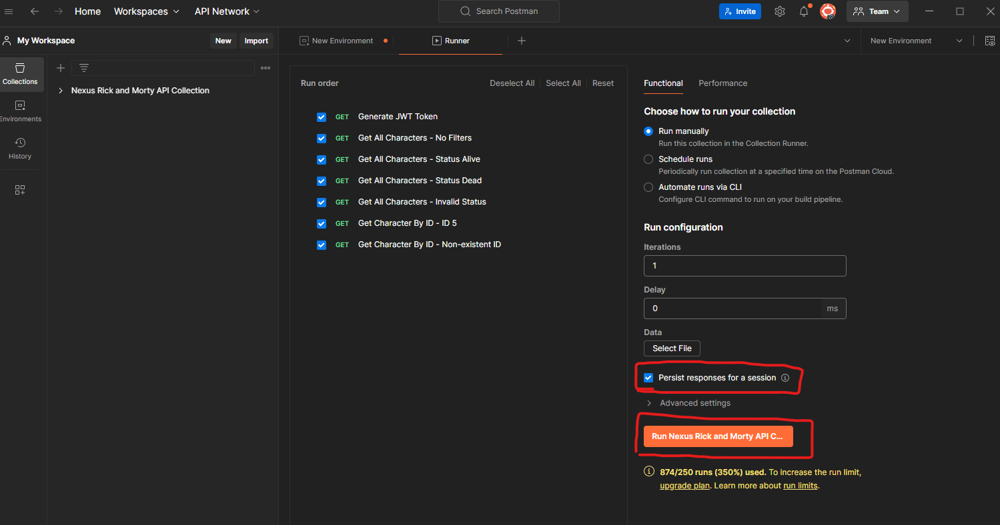 Home
Workspaces
API Network
Search Postman
Invite
Team
My Workspace
New
Import
New Environment
Runner
New Environment
Collections
Environments
History
Nexus Rick and Morty API Collection
Run order
Deselect All
Select All
Reset
GET Generate JWT Token
GET Get All Characters - No Filters
GET Get All Characters - Status Alive
GET Get All Characters - Status Dead
GET Get All Characters - Invalid Status
GET Get Character By ID - ID 5
GET Get Character By ID - Non-existent ID
Functional
Performance
Choose how to run your collection
Run manually
Run this collection in the Collection Runner.
Schedule runs
Periodically run collection at a specified time on the Postman Cloud.
Automate runs via CLI
Configure CLI command to run on your build pipeline.
Run configuration
Iterations
1
Delay
0 ms
Data
Select File
Persist responses for a session
Advanced settings
Run Nexus Rick and Morty API C...
874/250 runs (350%) used. To increase the run limit,
upgrade plan. Learn more about run limits.